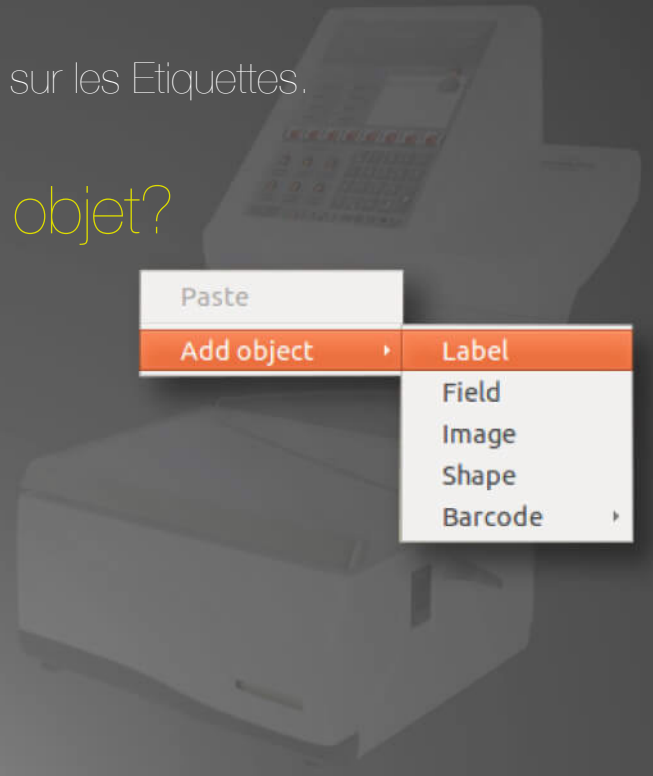 sur les Etiquettes.
objet?
Paste
Add object
Label
Field
Image
Shape
Barcode